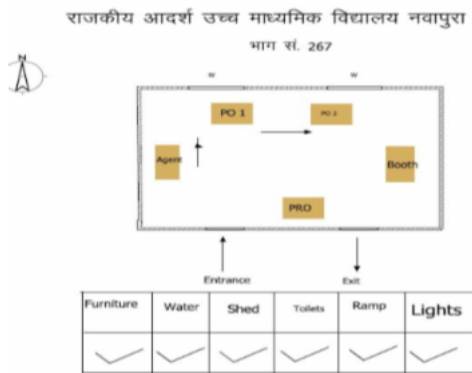 राजकीय आदर्श उच्च माध्यमिक विद्यालय नवापुरा
भाग सं. 267
N
W W
PO 1 PO 2
Agent Booth
PRO
Entrance Exit
Furniture Water Shed Toilets Ramp Lights